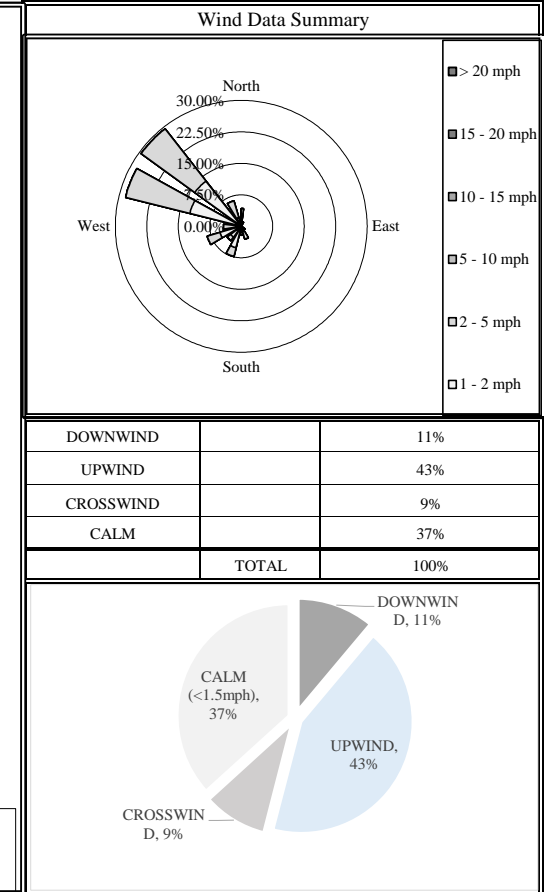 Wind Data Summary
North
30.00%
22.50%
15.00%
7.50%
0.00%
West
East
South
> 20 mph
15 - 20 mph
10 - 15 mph
5 - 10 mph
2 - 5 mph
1 - 2 mph
DOWNWIND 11%
UPWIND 43%
CROSSWIND 9%
CALM 37%
TOTAL 100%
DOWNWIN
D, 11%
CALM
(<1.5mph),
37%
UPWIND,
43%
CROSSWIN
D, 9%